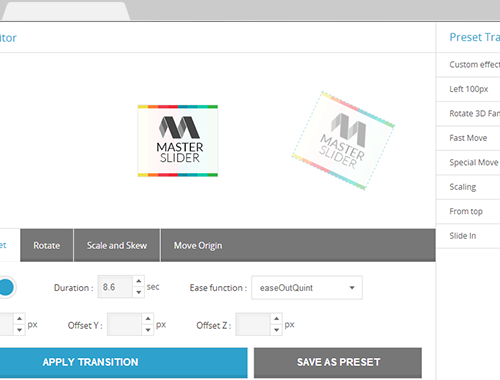 itor
Preset Tra
Custom effect
Left 100px
Rotate 3D Fan
Fast Move
Special Move
Scaling
From top
Slide In
MASTER
SLIDER
MASTER
SLIDER
et
Rotate
Scale and Skew
Move Origin
Duration : 8.6 sec
Ease function : easeOutQuint
px
Offset Y : px
Offset Z : px
APPLY TRANSITION
SAVE AS PRESET